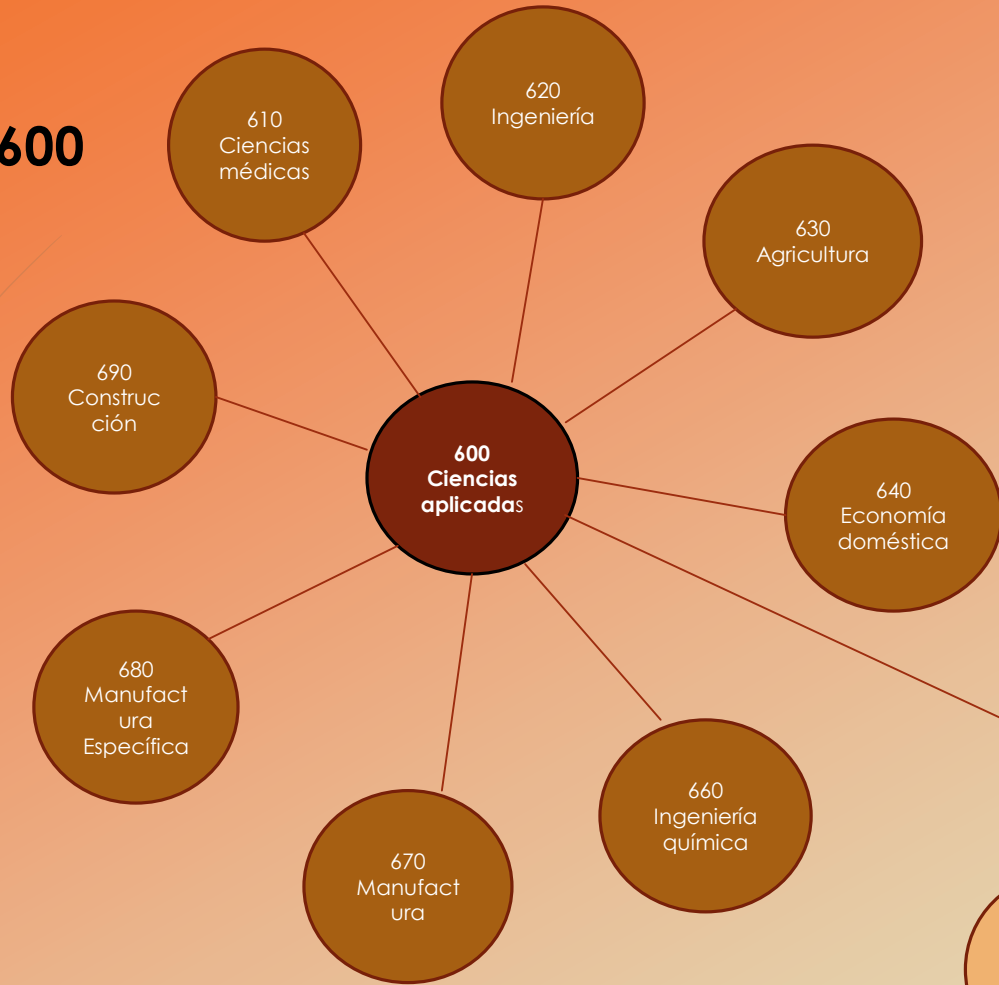 600
610
Ciencias
médicas
620
Ingeniería
630
Agricultura
690
Construc
ción
600
Ciencias
aplicadas
640
Economía
doméstica
680
Manufact
ura
Específica
660
Ingeniería
química
670
Manufact
ura